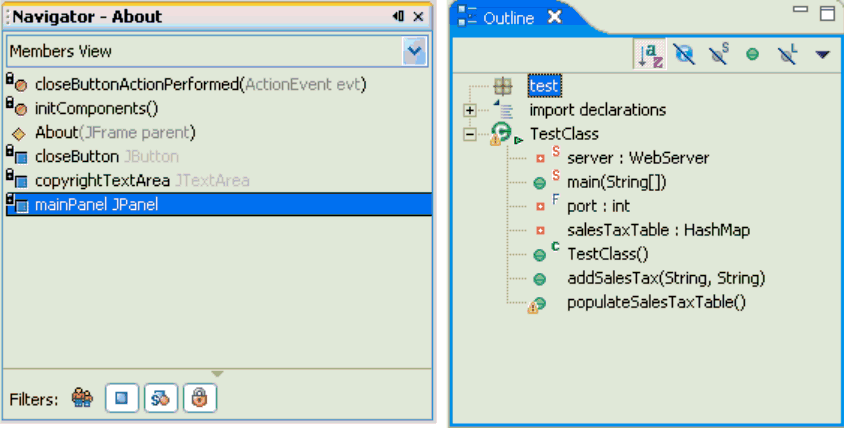 Navigator - About
Members View
closeButtonActionPerformed(ActionEvent evt)
initComponents()
About(JFrame parent)
closeButton JButton
copyrightTextArea JTextArea
mainPanel JPanel
Filters:
S
Outline
a
z
S
L
test
import declarations
TestClass
S server : WebServer
S main(String[])
F port : int
salesTaxTable : HashMap
C TestClass()
addSalesTax(String, String)
populateSalesTaxTable()